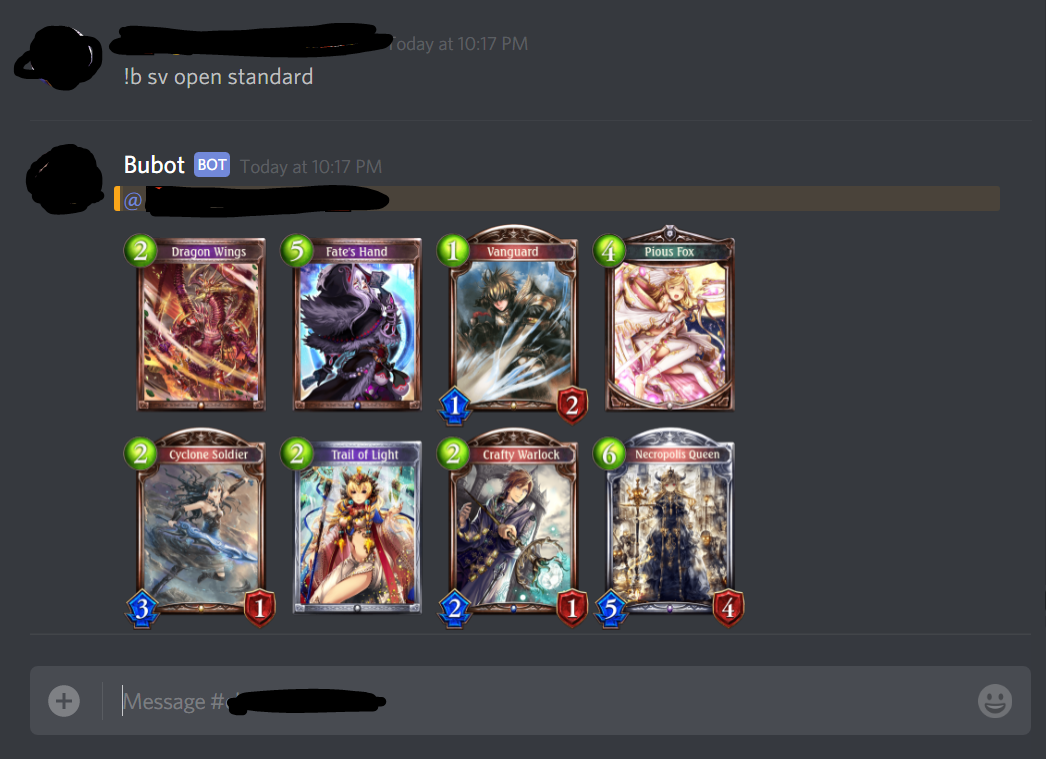 Today at 10:17 PM
!b sv open standard
Bubot BOT Today at 10:17 PM
@
2 Dragon Wings 5 Fate's Hand 1 Vanguard 4 Pious Fox
1 2
2 Cyclone Soldier 2 Trail of Light 2 Crafty Warlock 6 Necropolis Queen
3 1 2 1 5 4
Message #